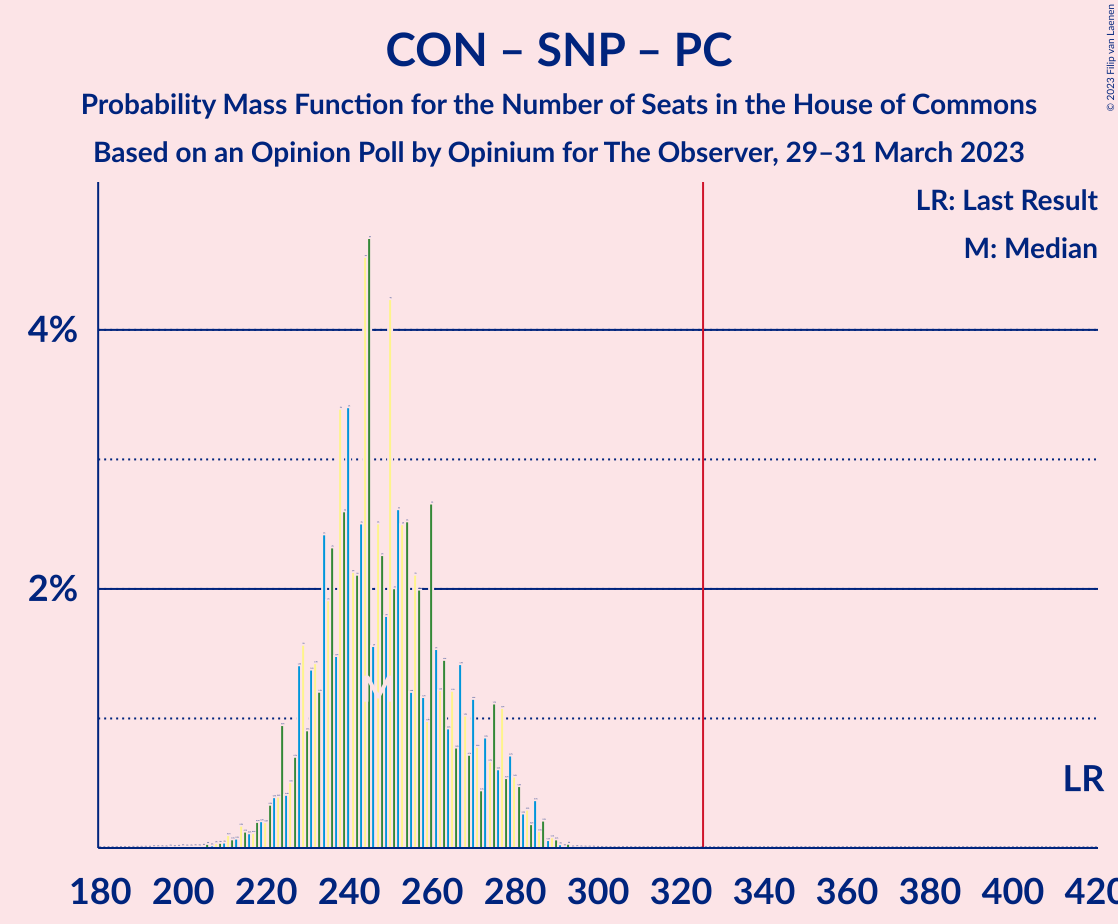 CON – SNP – PC
Probability Mass Function for the Number of Seats in the House of Commons
Based on an Opinion Poll by Opinium for The Observer, 29–31 March 2023
© 2023 Filip van Laenen
LR: Last Result
M: Median
4%
2%
M
LR
180 200 220 240 260 280 300 320 340 360 380 400 420